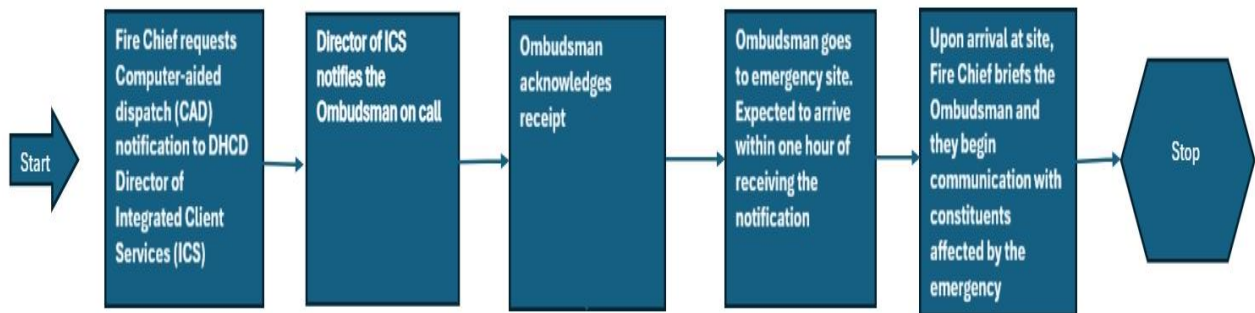 Start
Fire Chief requests
Computer-aided
dispatch (CAD)
notification to DHCD
Director of
Integrated Client
Services (ICS)
Director of ICS
notifies the
Ombudsman on call
Ombudsman
acknowledges
receipt
Ombudsman goes
to emergency site.
Expected to arrive
within one hour of
receiving the
notification
Upon arrival at site,
Fire Chief briefs the
Ombudsman and
they begin
communication with
constituents
affected by the
emergency
Stop